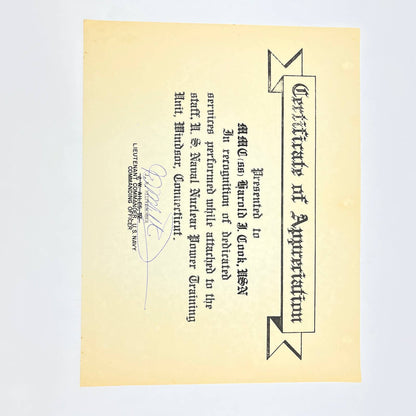 Certificate of Appreciation
Presented to
MMC(SS) Harold J. Cook, USN
In recognition of dedicated
services performed while attached to the
staff, U. S. Naval Nuclear Power Training
Unit, Windsor, Connecticut.
LIEUTENANT COMMANDER, U.S. NAVY
COMMANDING OFFICER